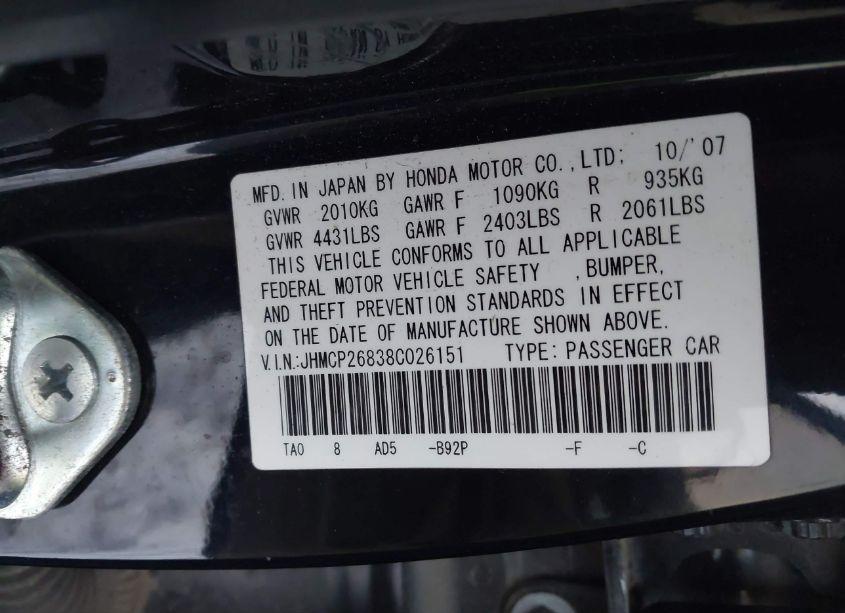 MFD. IN JAPAN BY HONDA MOTOR CO.,LTD; 10/'07
GVWR 2010KG GAWR F 1090KG R 935KG
GVWR 4431LBS GAWR F 2403LBS R 2061LBS
THIS VEHICLE CONFORMS TO ALL APPLICABLE
FEDERAL MOTOR VEHICLE SAFETY ,BUMPER,
AND THEFT PREVENTION STANDARDS IN EFFECT
ON THE DATE OF MANUFACTURE SHOWN ABOVE.
V.I.N:JHMCP26838C026151 TYPE: PASSENGER CAR
TA0 8 AD5 -B92P -F -C